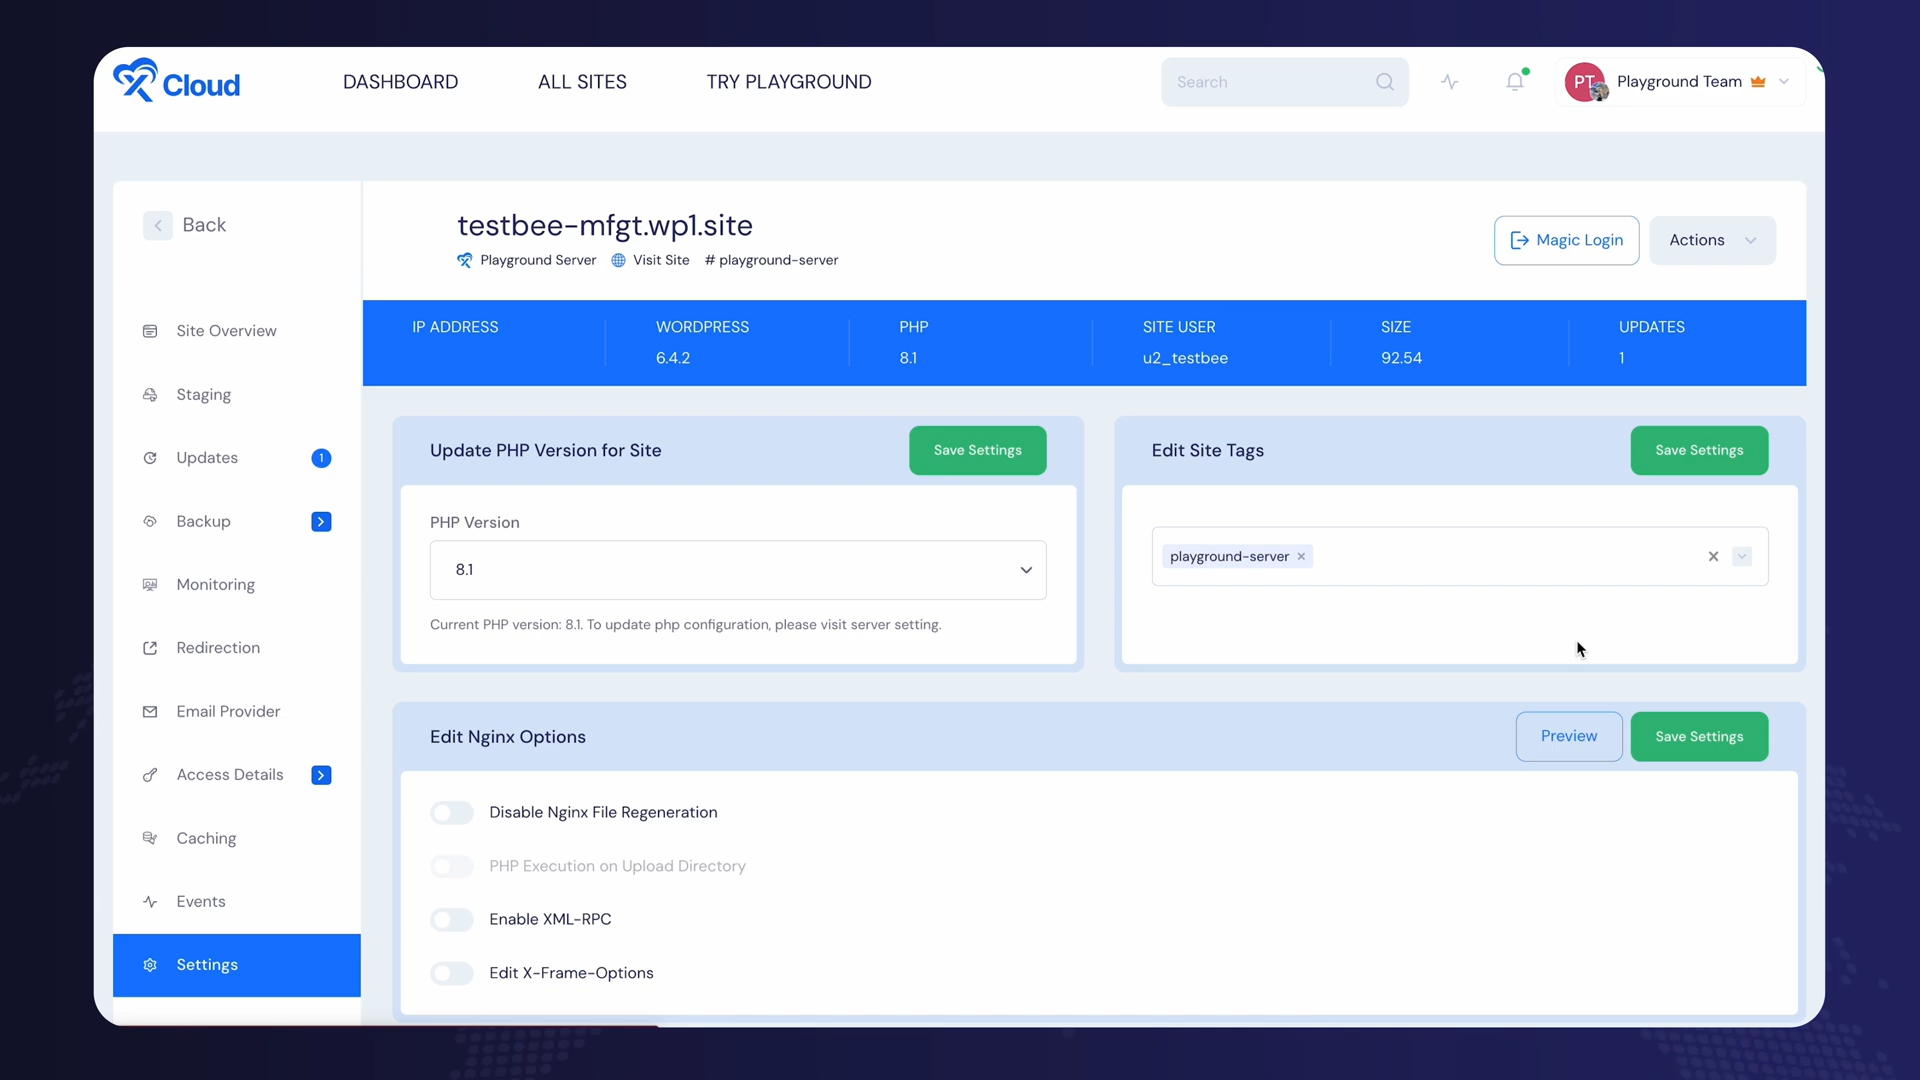 Cloud
DASHBOARD
ALL SITES
TRY PLAYGROUND
Search
PT
Playground Team
Back
testbee-mfgt.wp1.site
Playground Server
Visit Site
# playground-server
Magic Login
Actions
IP ADDRESS
WORDPRESS
6.4.2
PHP
8.1
SITE USER
u2_testbee
SIZE
92.54
UPDATES
1
Site Overview
Staging
Updates
1
Backup
Monitoring
Redirection
Email Provider
Access Details
Caching
Events
Settings
Update PHP Version for Site
Save Settings
PHP Version
8.1
Current PHP version: 8.1. To update php configuration, please visit server setting.
Edit Site Tags
Save Settings
playground-server
Edit Nginx Options
Preview
Save Settings
Disable Nginx File Regeneration
PHP Execution on Upload Directory
Enable XML-RPC
Edit X-Frame-Options